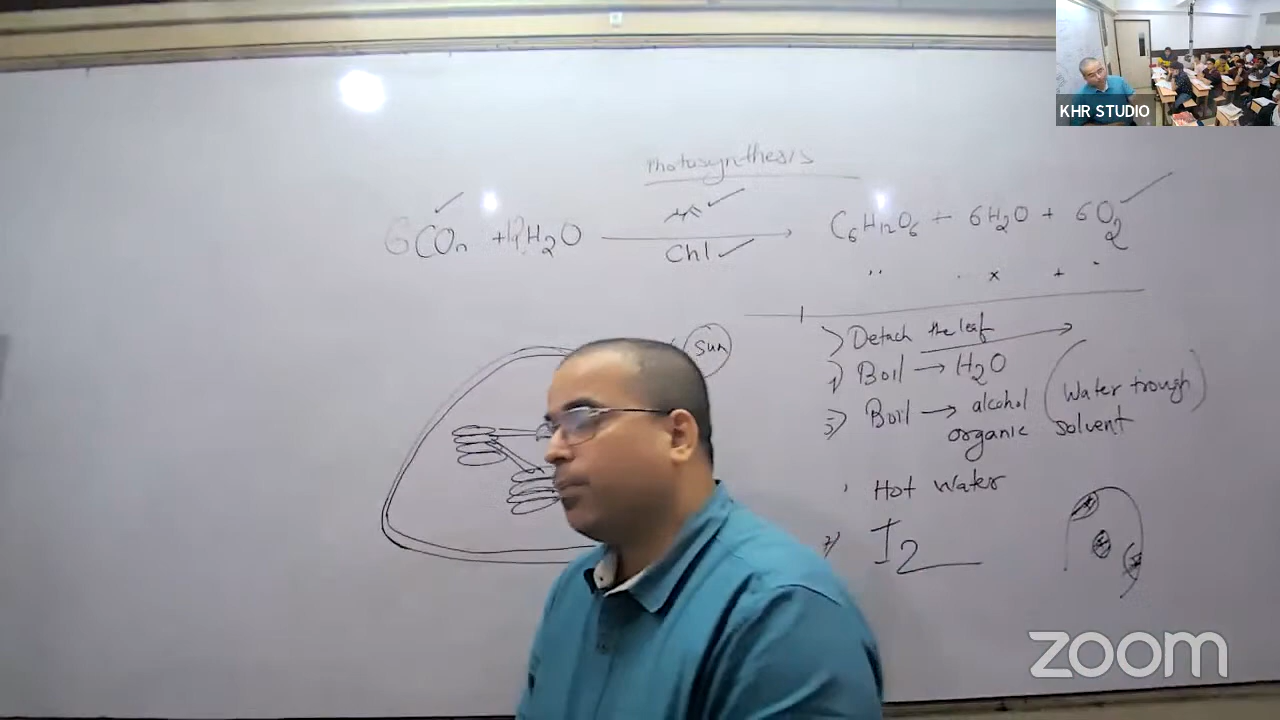 KHR STUDIO
Photosynthesis
6CO + 12H2O Chl C6H12O6 + 6H2O + 6O2
Sun
Detach the leaf
Boil → H2O
Boil → alcohol (Water trough)
organic solvent
Hot Water
I2
zoom